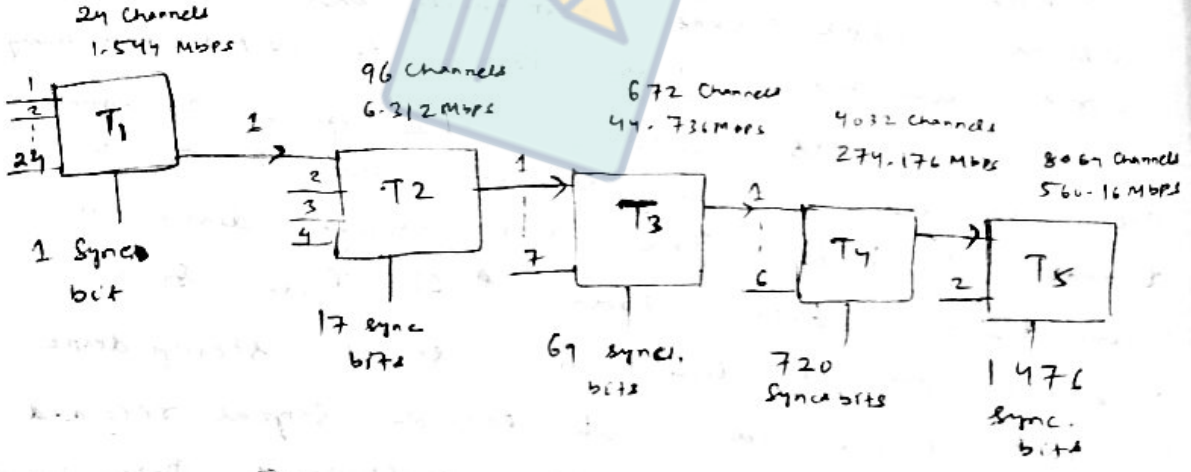 24 Channels
1.544 Mbps
1
2
24
T1
1 Sync
bit
1
96 Channels
6.312 Mbps
2
3
4
T2
17 sync
bits
1
7
672 Channels
44.736 Mbps
T3
69 sync.
bits
1
6
4032 Channels
274.176 Mbps
T4
720
Sync bits
2
8064 Channels
560.16 Mbps
T5
1476
Sync.
bits